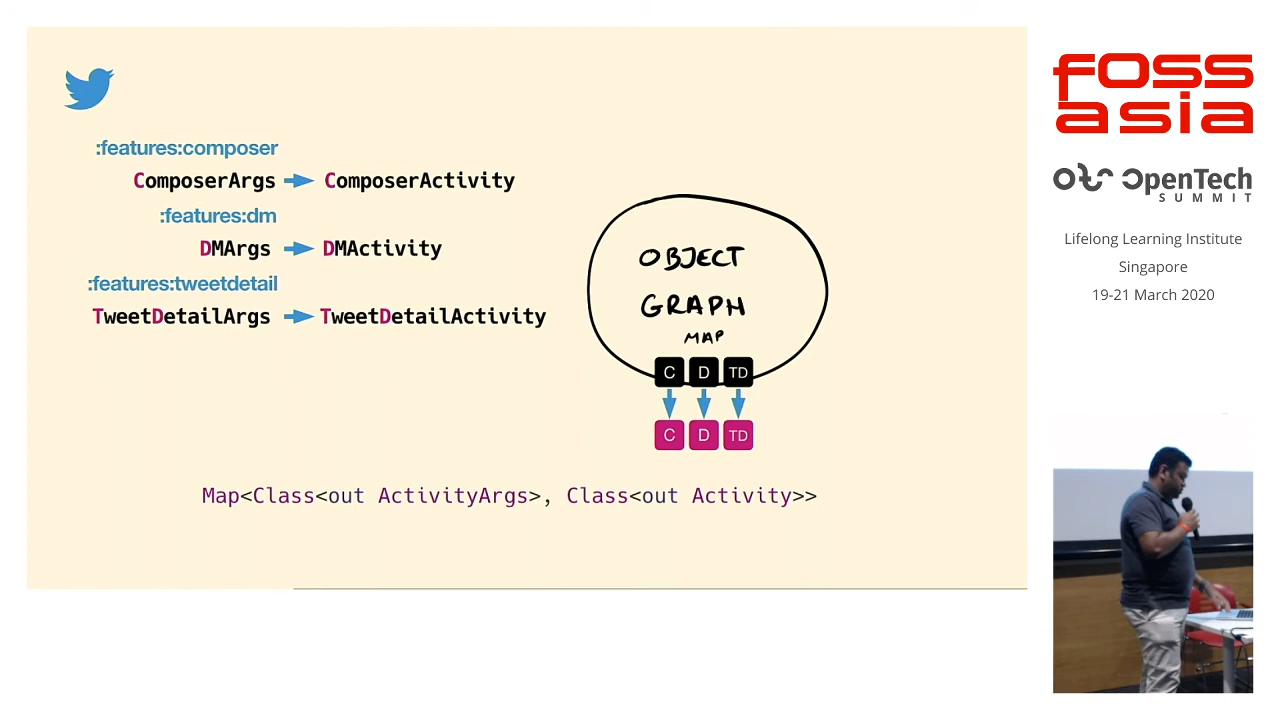 :features:composer
ComposerArgs ComposerActivity
:features:dm
DMArgs DMActivity
:features:tweetdetail
TweetDetailArgs TweetDetailActivity
OBJECT
GRAPH
MAP
C D TD
C D TD
Map<Class<out ActivityArgs>, Class<out Activity>>
foss
asia
OpenTech
SUMMIT
Lifelong Learning Institute
Singapore
19-21 March 2020